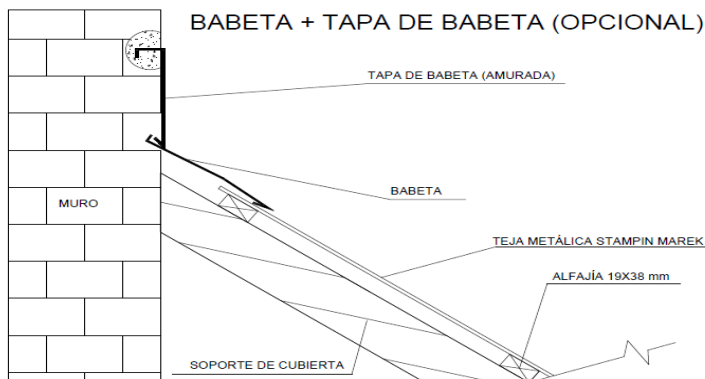 BABETA + TAPA DE BABETA (OPCIONAL)
TAPA DE BABETA (AMURADA)
BABETA
MURO
TEJA METÁLICA STAMPIN MAREK
ALFAJÍA 19X38 mm
SOPORTE DE CUBIERTA